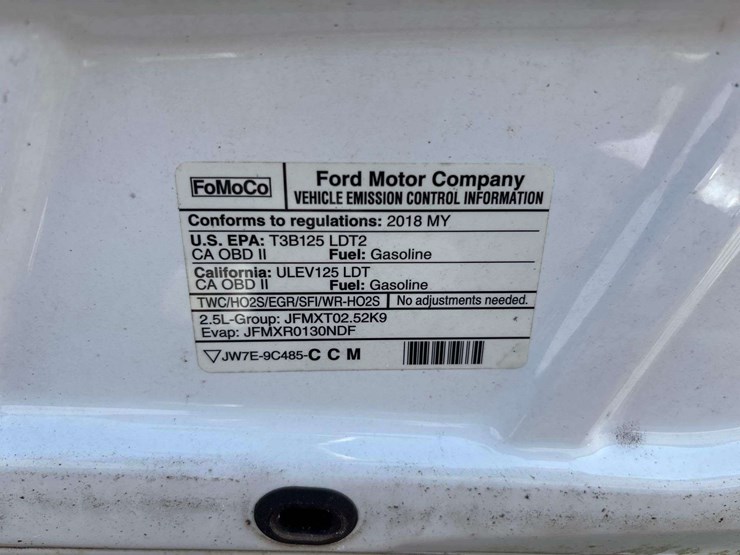 FoMoCo
Ford Motor Company
VEHICLE EMISSION CONTROL INFORMATION
Conforms to regulations: 2018 MY
U.S. EPA: T3B125 LDT2
CA OBD II Fuel: Gasoline
California: ULEV125 LDT
CA OBD II Fuel: Gasoline
TWC/HO2S/EGR/SFI/WR-HO2S No adjustments needed.
2.5L-Group: JFMXT02.52K9
Evap: JFMXR0130NDF
JW7E-9C485-C C M